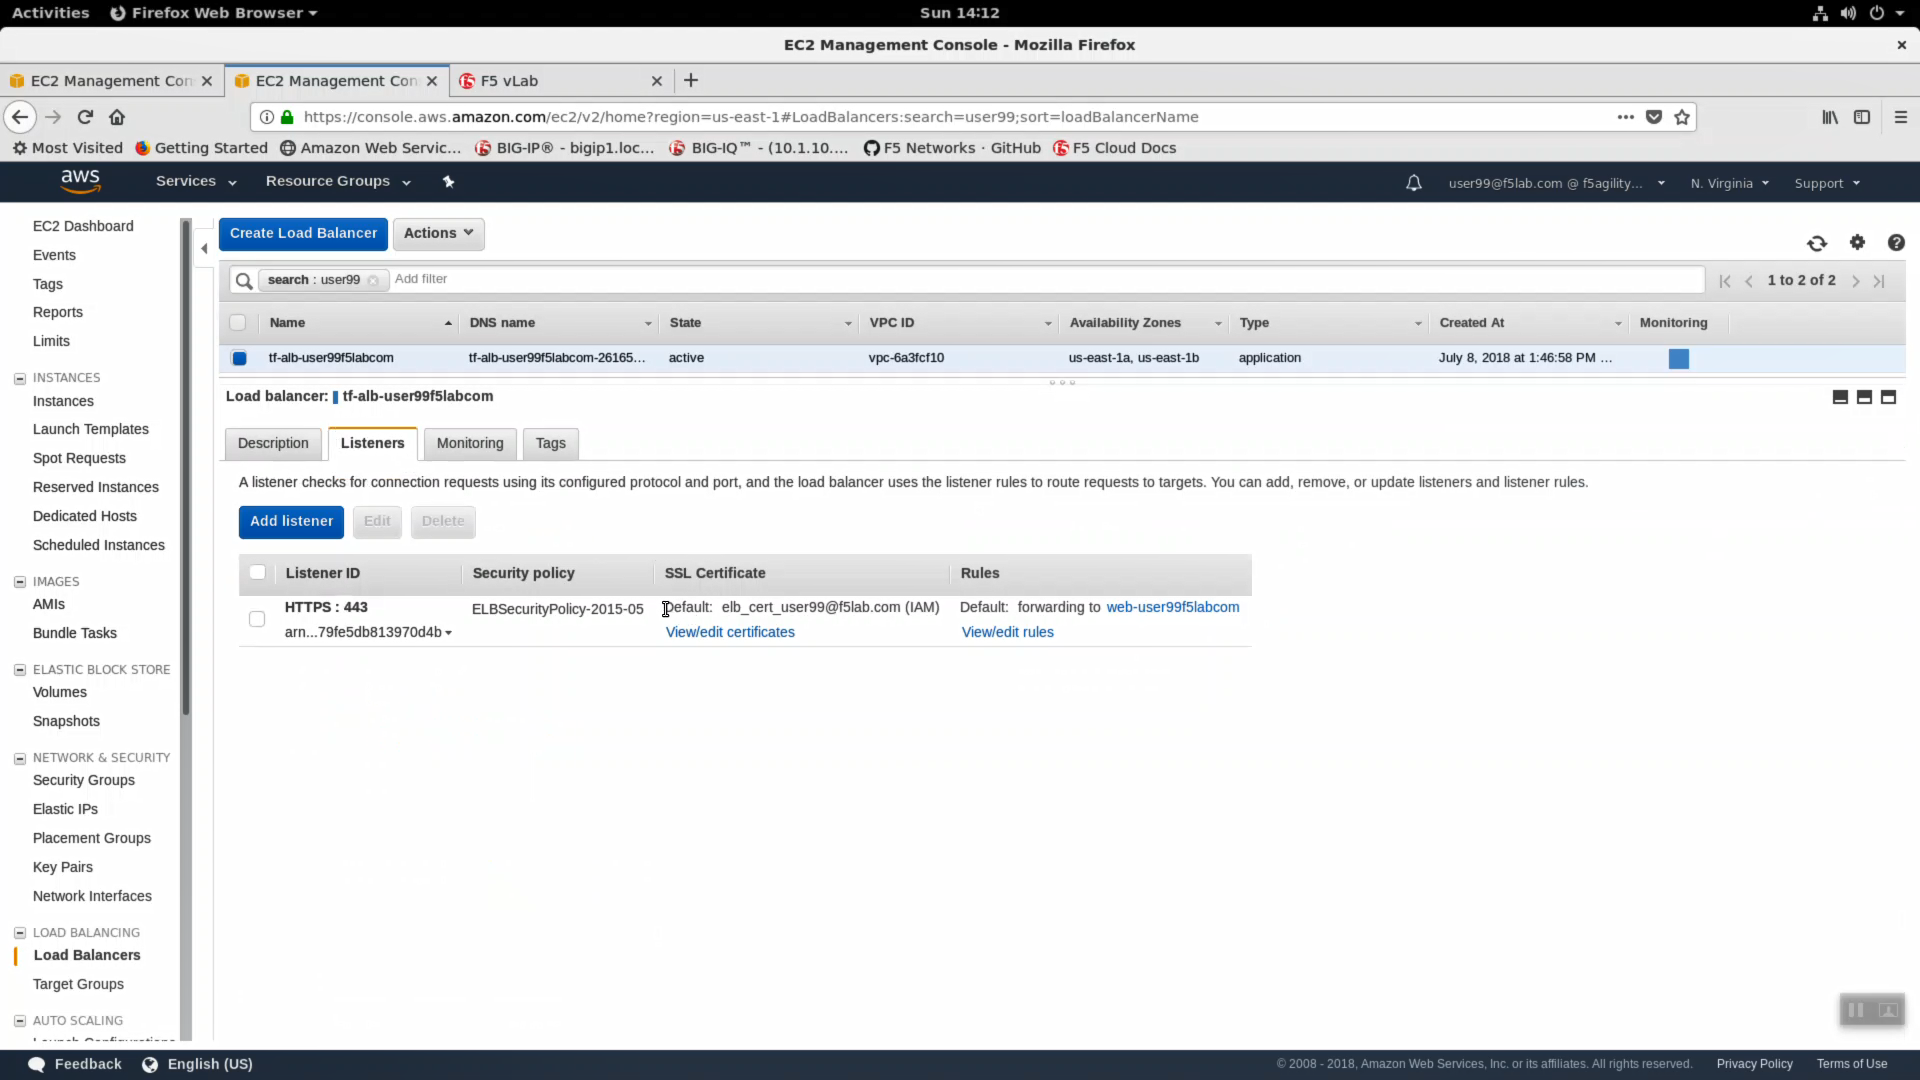 Activities Firefox Web Browser Sun 14:12
EC2 Management Console - Mozilla Firefox
EC2 Management Con EC2 Management Con F5 vLab
https://console.aws.amazon.com/ec2/v2/home?region=us-east-1#LoadBalancers:search=user99;sort=loadBalancerName
Most Visited Getting Started Amazon Web Servic... BIG-IP® - bigip1.loc... BIG-IQ™ - (10.1.10.... F5 Networks · GitHub F5 Cloud Docs
aws Services Resource Groups user99@f5lab.com @ f5agility... N. Virginia Support
EC2 Dashboard
Events
Tags
Reports
Limits
INSTANCES
Instances
Launch Templates
Spot Requests
Reserved Instances
Dedicated Hosts
Scheduled Instances
IMAGES
AMIs
Bundle Tasks
ELASTIC BLOCK STORE
Volumes
Snapshots
NETWORK & SECURITY
Security Groups
Elastic IPs
Placement Groups
Key Pairs
Network Interfaces
LOAD BALANCING
Load Balancers
Target Groups
AUTO SCALING
Launch Configurations
Create Load Balancer Actions
search : user99 Add filter 1 to 2 of 2
Name DNS name State VPC ID Availability Zones Type Created At Monitoring
tf-alb-user99f5labcom tf-alb-user99f5labcom-26165... active vpc-6a3fcf10 us-east-1a, us-east-1b application July 8, 2018 at 1:46:58 PM ...
Load balancer: tf-alb-user99f5labcom
Description Listeners Monitoring Tags
A listener checks for connection requests using its configured protocol and port, and the load balancer uses the listener rules to route requests to targets. You can add, remove, or update listeners and listener rules.
Add listener Edit Delete
Listener ID Security policy SSL Certificate Rules
HTTPS : 443 ELBSecurityPolicy-2015-05 Default: elb_cert_user99@f5lab.com (IAM) Default: forwarding to web-user99f5labcom
arn...79fe5db813970d4b View/edit certificates View/edit rules
Feedback English (US) © 2008 - 2018, Amazon Web Services, Inc. or its affiliates. All rights reserved. Privacy Policy Terms of Use